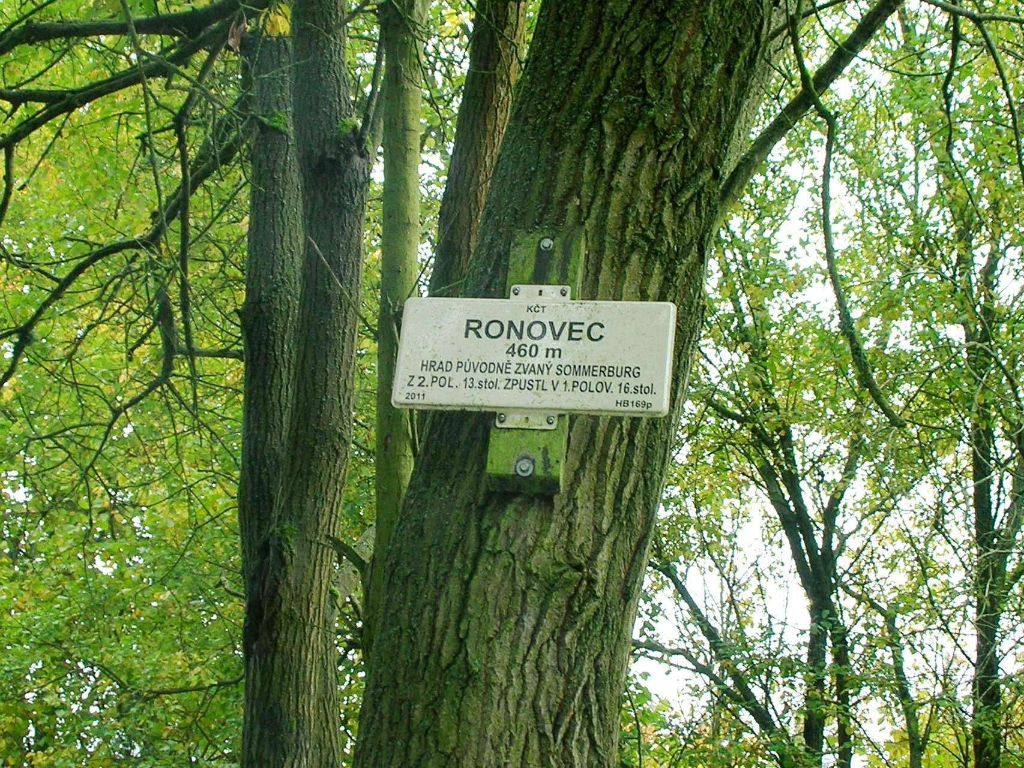 KČT
RONOVEC
460 m
HRAD PŮVODNĚ ZVANÝ SOMMERBURG
Z 2. POL. 13.stol. ZPUSTL V 1.POLOV. 16.stol.
2011 HB169p